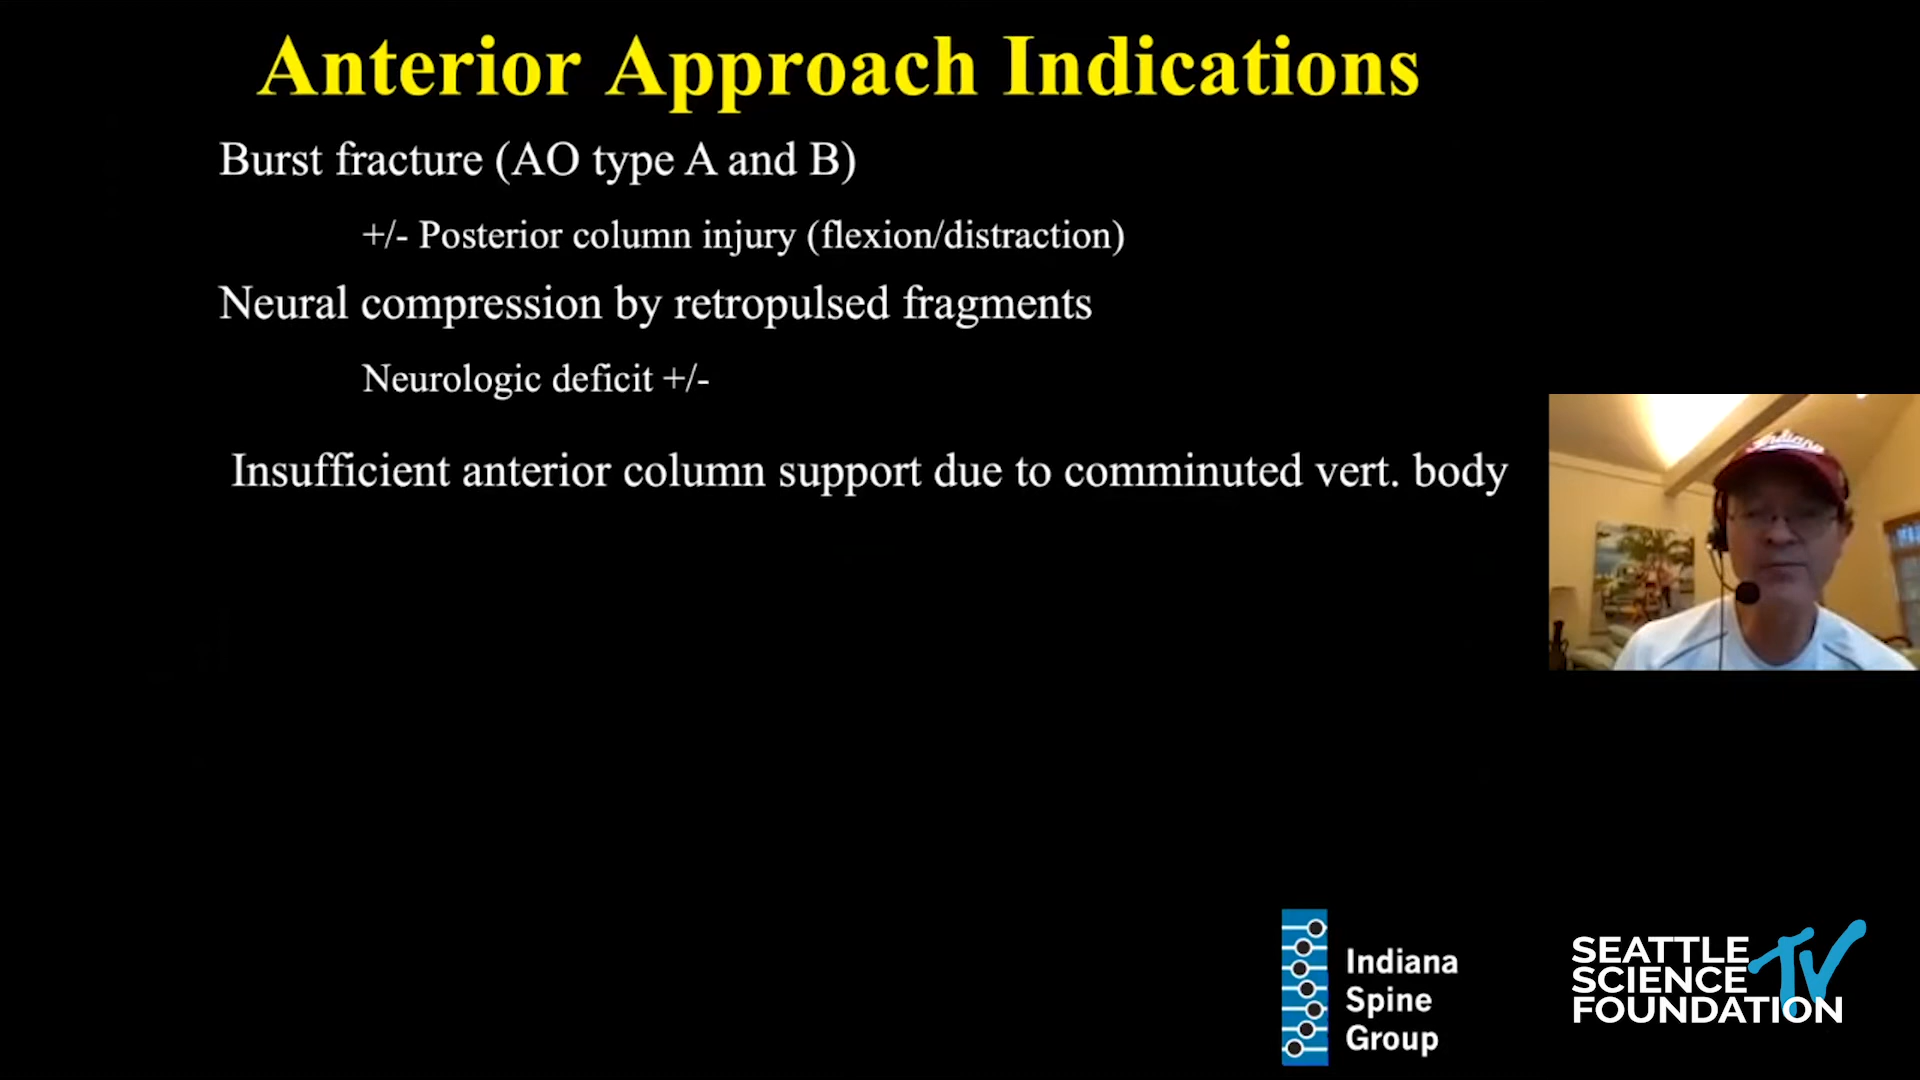 Anterior Approach Indications
Burst fracture (AO type A and B)
+/- Posterior column injury (flexion/distraction)
Neural compression by retropulsed fragments
Neurologic deficit +/-
Insufficient anterior column support due to comminuted vert. body
Indiana
Indiana
Spine
Group
SEATTLE
SCIENCE TV
FOUNDATION